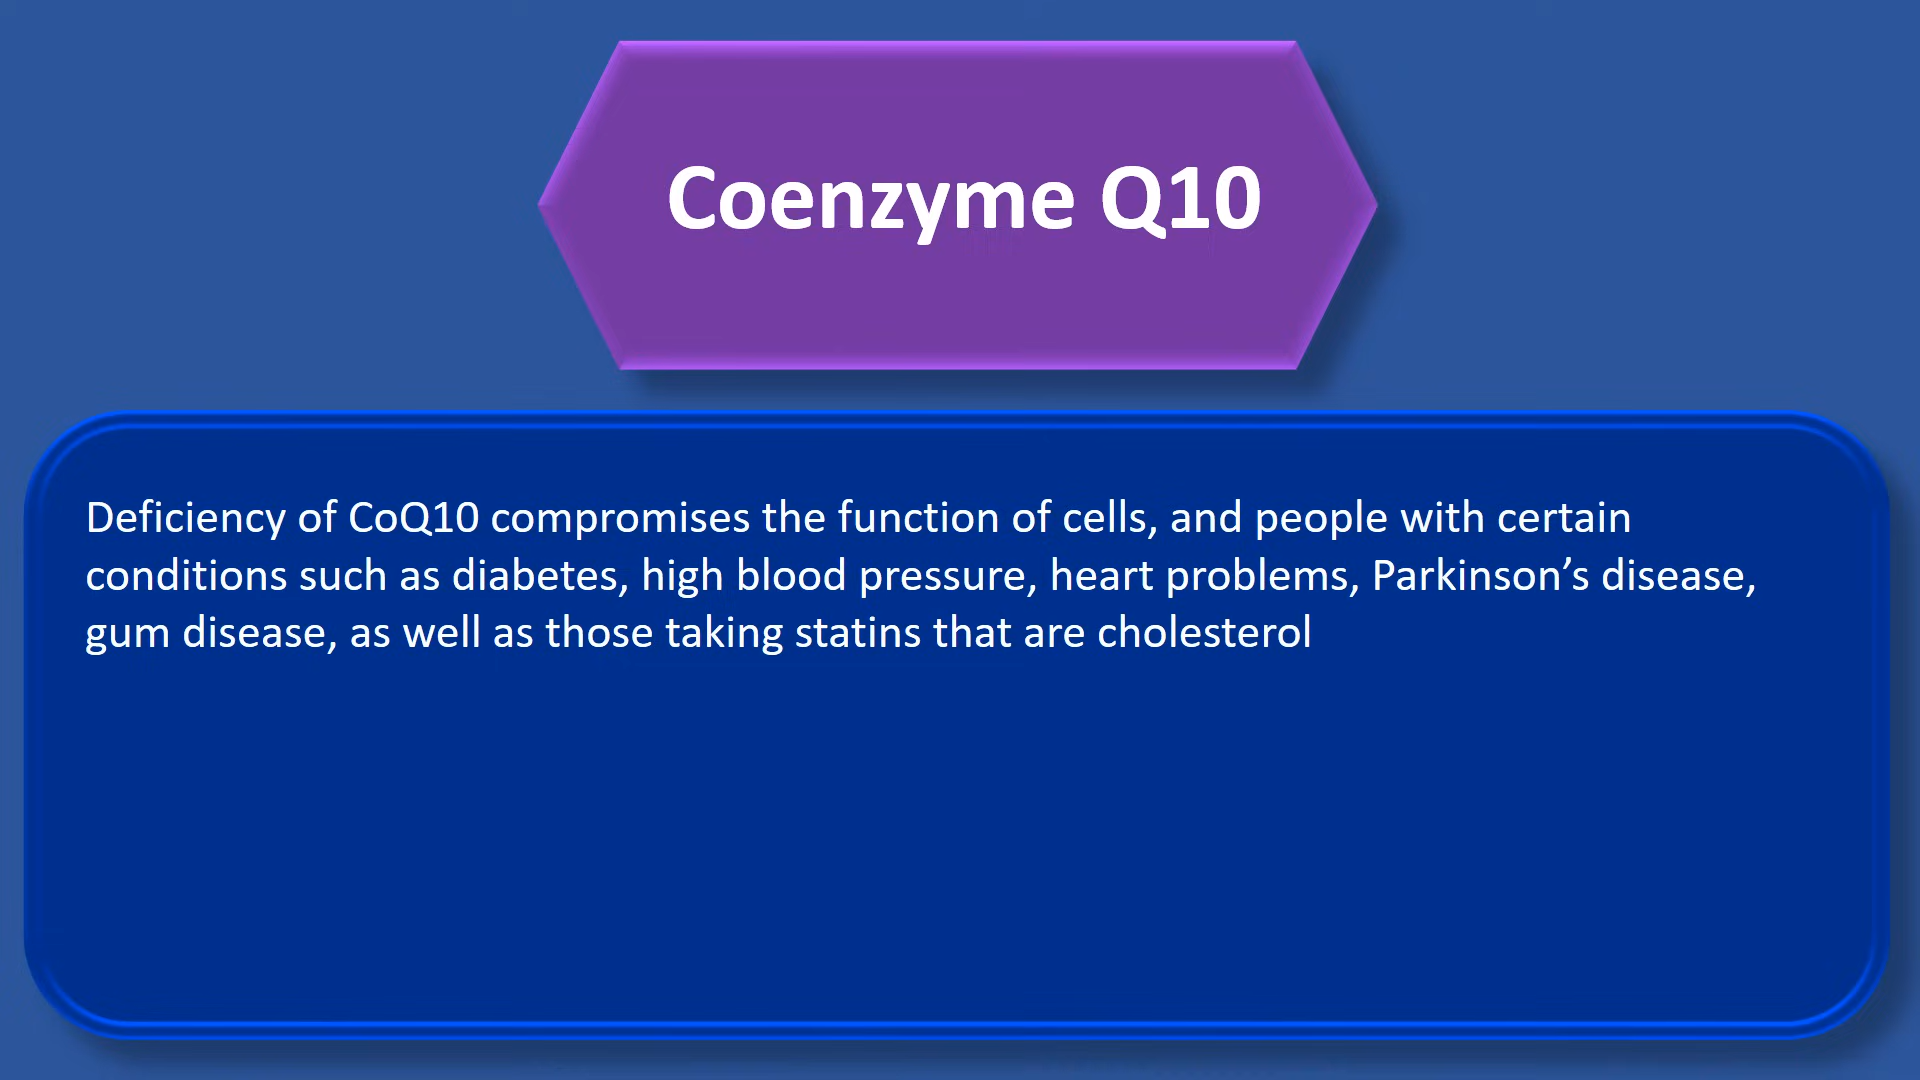 Coenzyme Q10
Deficiency of CoQ10 compromises the function of cells, and people with certain
conditions such as diabetes, high blood pressure, heart problems, Parkinson’s disease,
gum disease, as well as those taking statins that are cholesterol